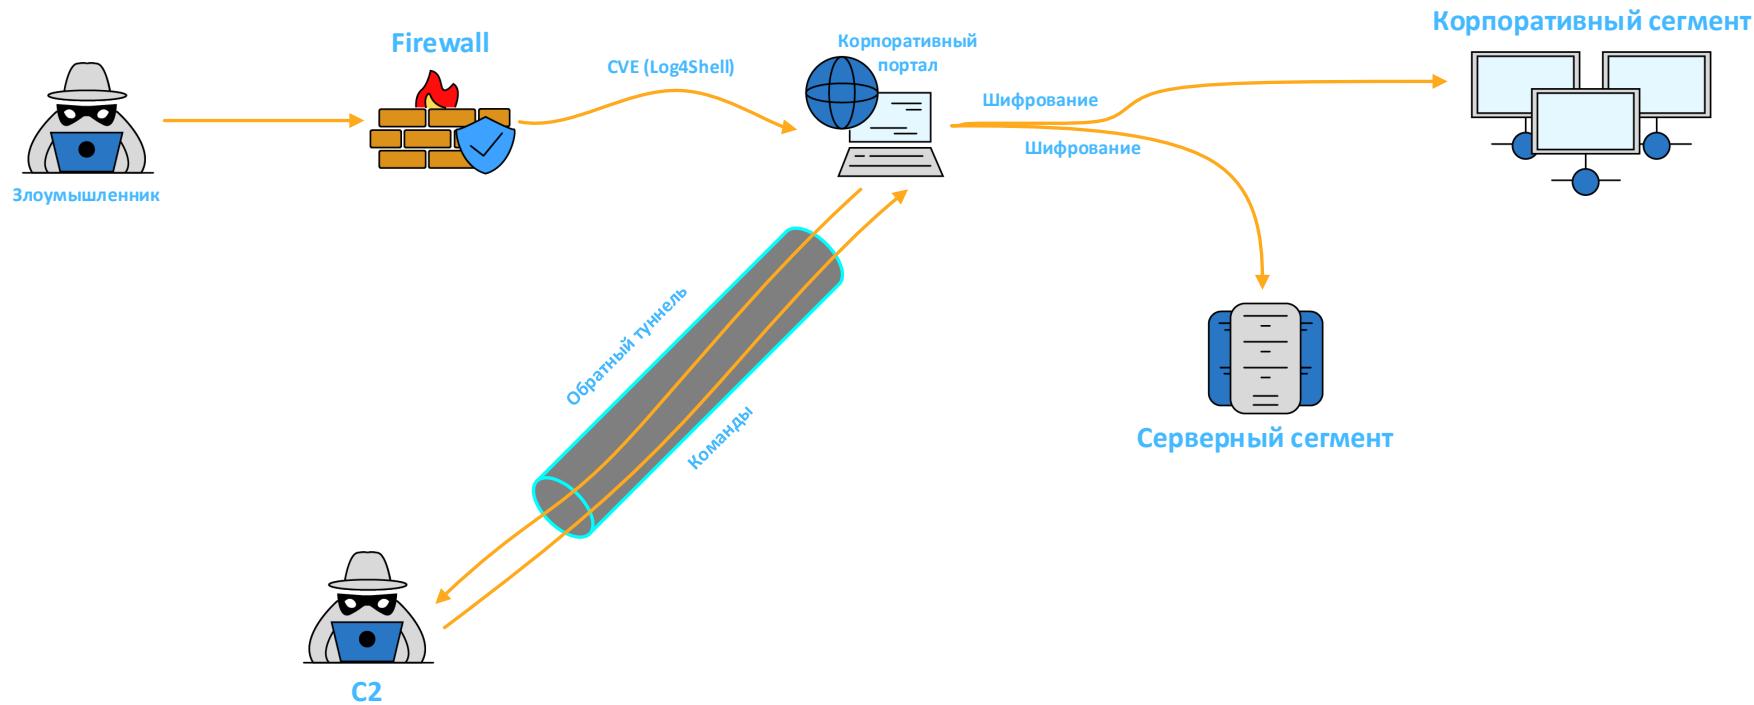 Корпоративный сегмент
Firewall
Корпоративный
портал
CVE (Log4Shell)
Шифрование
Шифрование
Злоумышленник
Обратный туннель
Команды
Серверный сегмент
C2